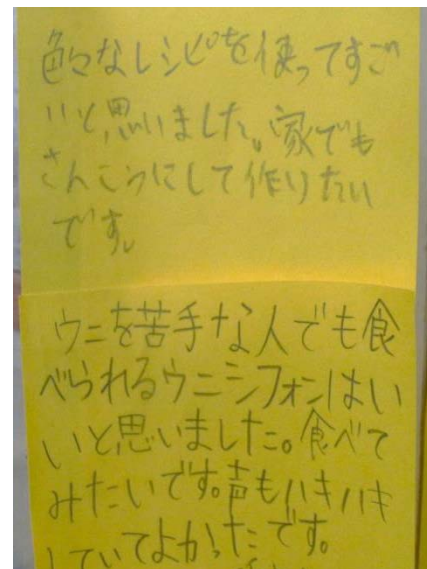 色々なレシピを使ってすご
いと思いました。家でも
さんこうにして作りたい
です。
ウニを苦手な人でも食
べられるウニシフォンはい
いと思いました。食べて
みたいです。声もハキハキ
していてよかったです。